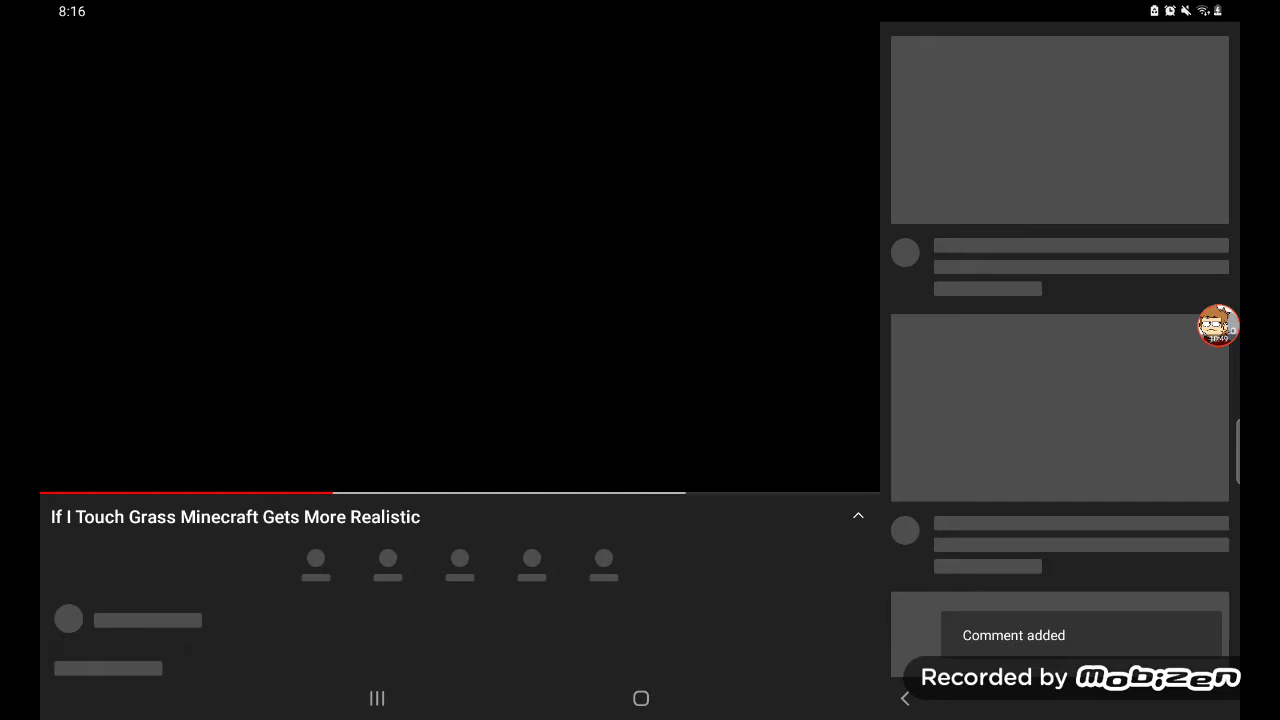 8:16
If I Touch Grass Minecraft Gets More Realistic
Comment added
Recorded by mobizen